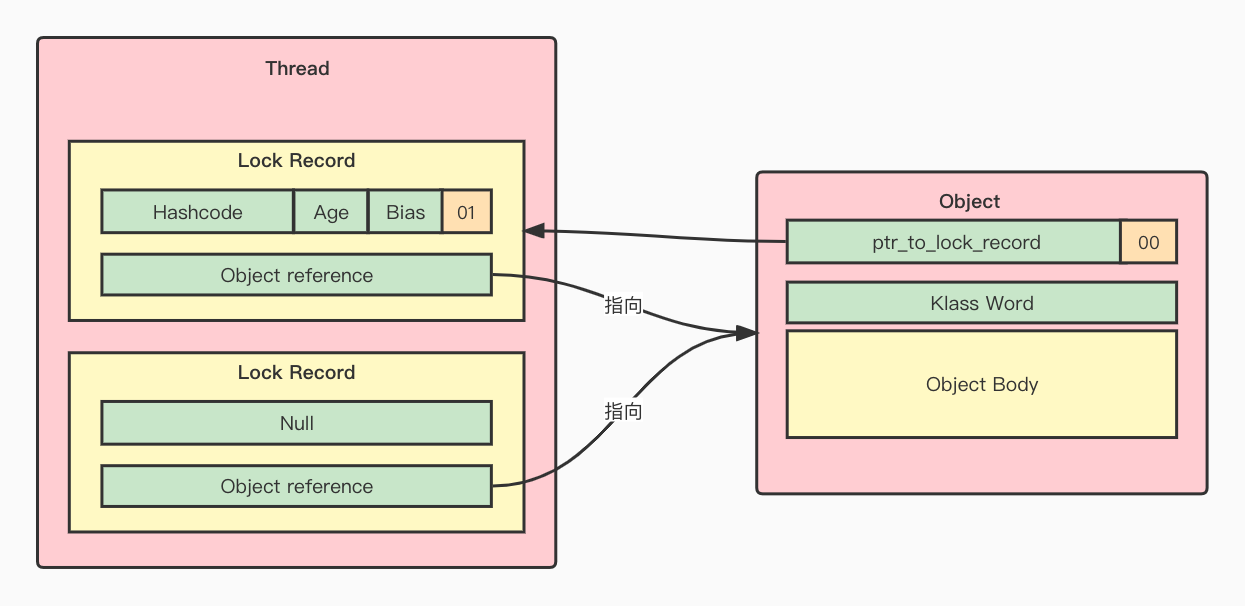 Thread
Lock Record
Hashcode
Age
Bias
01
Object reference
Lock Record
Null
Object reference
指向
指向
Object
ptr_to_lock_record
00
Klass Word
Object Body